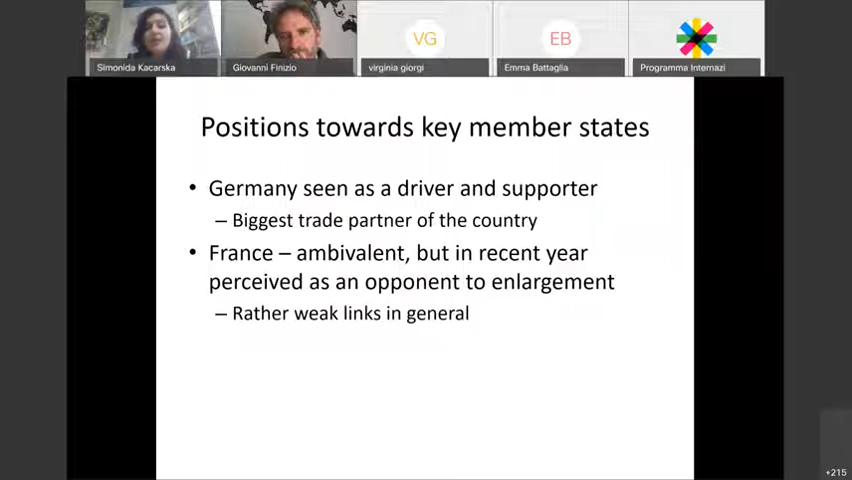 VG
EB
Simonida Kacarska
Giovanni Finizio
virginia giorgi
Emma Battaglia
Programma Internazi
Positions towards key member states
• Germany seen as a driver and supporter
– Biggest trade partner of the country
• France – ambivalent, but in recent year
perceived as an opponent to enlargement
– Rather weak links in general
+215